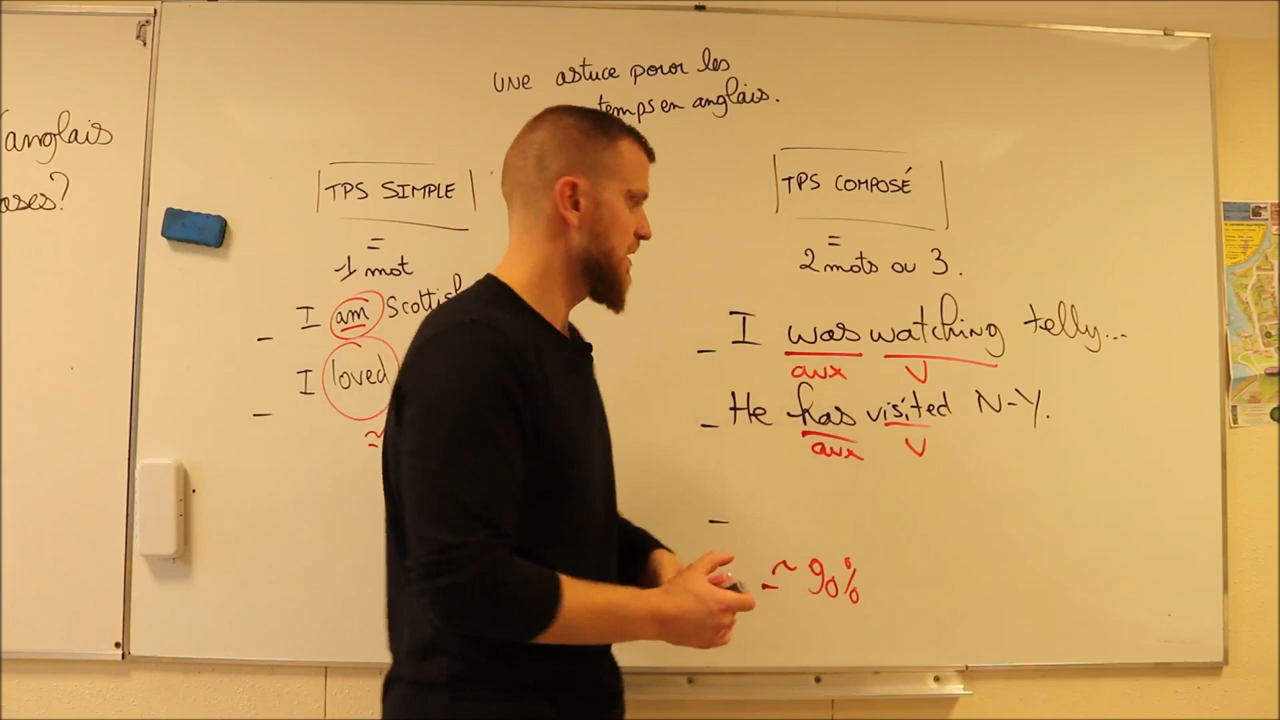 anglais
oses?
une astuce pour les
temps en anglais.
TPS SIMPLE
=
1 mot
- I am Scottish
- I loved
~
TPS COMPOSÉ
=
2 mots ou 3.
- I was watching telly...
aux V
- He has visited N-Y.
aux V
-
- ~ 90%